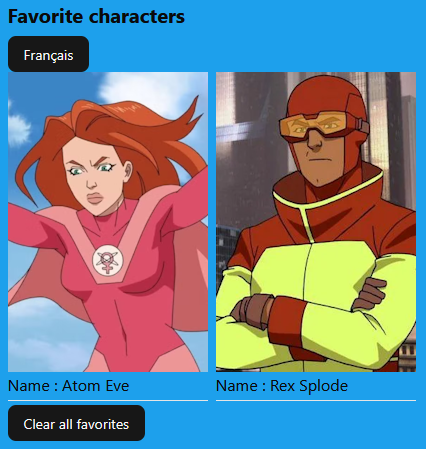 Favorite characters
Français
Name : Atom Eve
Name : Rex Splode
Clear all favorites